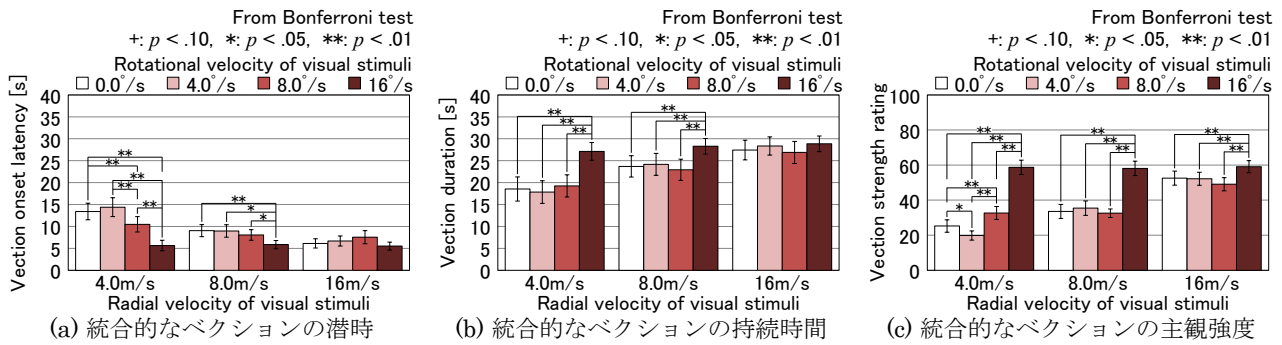 From Bonferroni test
+: p < .10, *: p < .05, **: p < .01
Rotational velocity of visual stimuli
0.0°/s 4.0°/s 8.0°/s 16°/s
Vection onset latency [s]
40
35
30
25
20
15
10
5
0
** ** ** ** **
** * *
4.0m/s 8.0m/s 16m/s
Radial velocity of visual stimuli
(a) 統合的なベクションの潜時
From Bonferroni test
+: p < .10, *: p < .05, **: p < .01
Rotational velocity of visual stimuli
0.0°/s 4.0°/s 8.0°/s 16°/s
Vection duration [s]
40
35
30
25
20
15
10
5
0
** ** **
** ** **
4.0m/s 8.0m/s 16m/s
Radial velocity of visual stimuli
(b) 統合的なベクションの持続時間
From Bonferroni test
+: p < .10, *: p < .05, **: p < .01
Rotational velocity of visual stimuli
0.0°/s 4.0°/s 8.0°/s 16°/s
Vection strength rating
100
80
60
40
20
0
** ** ** ** ** *
** ** **
** ** **
4.0m/s 8.0m/s 16m/s
Radial velocity of visual stimuli
(c) 統合的なベクションの主観強度